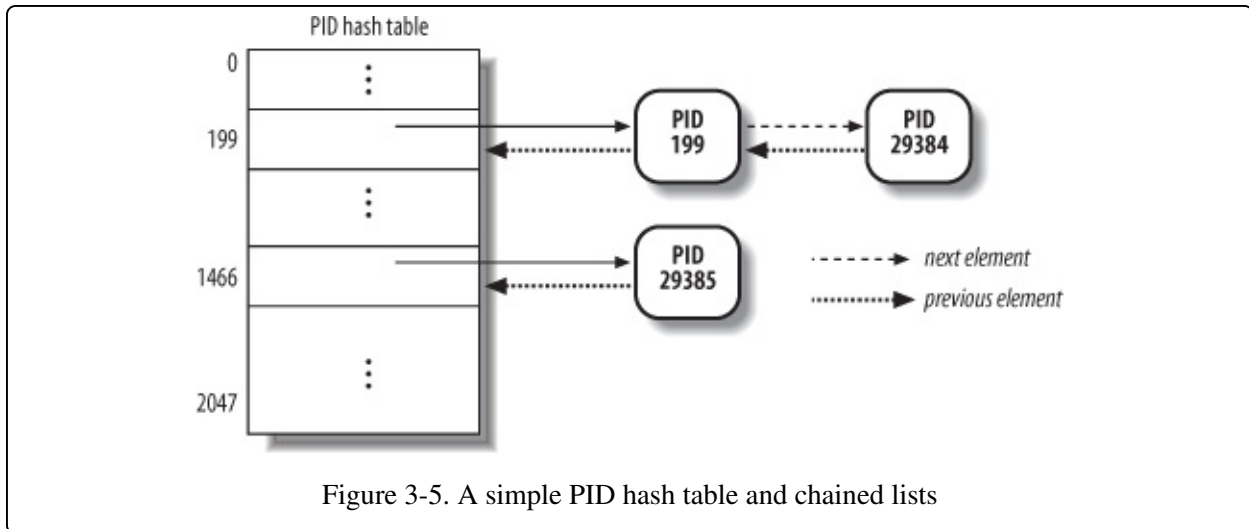 PID hash table
0
199
1466
2047
PID
199
PID
29384
PID
29385
next element
previous element
Figure 3-5. A simple PID hash table and chained lists